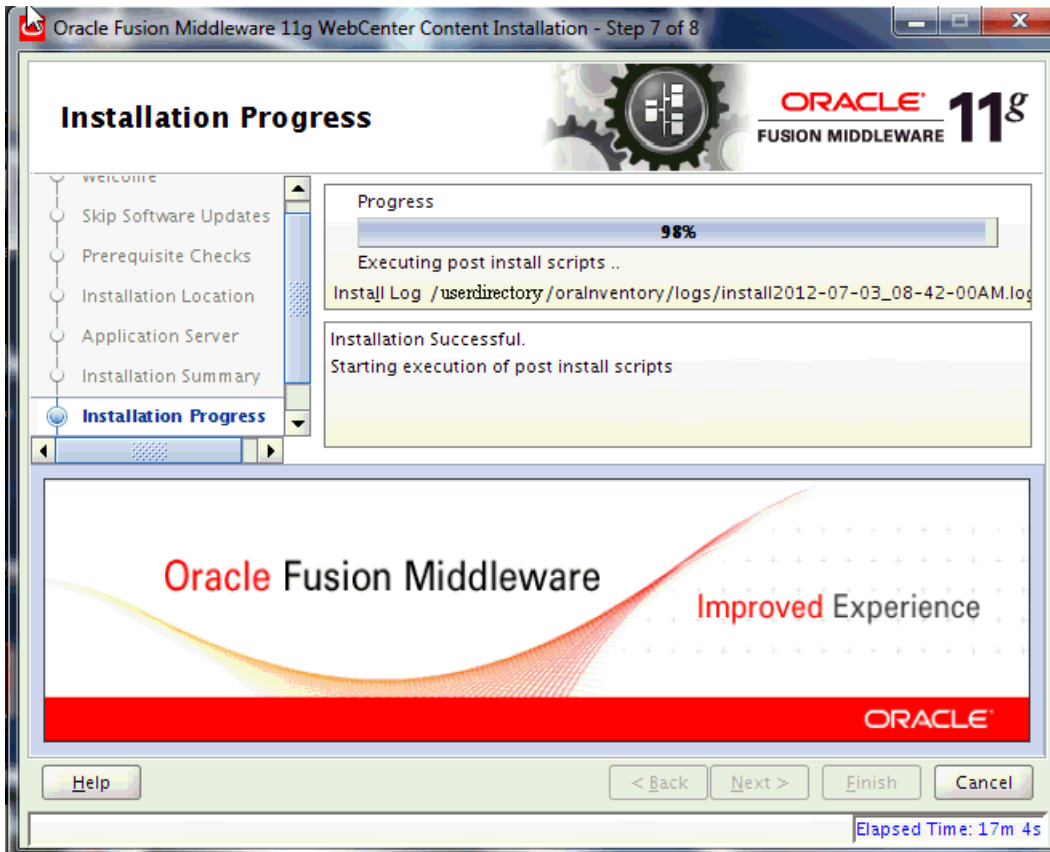 Oracle Fusion Middleware 11g WebCenter Content Installation - Step 7 of 8
Installation Progress
ORACLE
FUSION MIDDLEWARE
11g
Welcome
Skip Software Updates
Prerequisite Checks
Installation Location
Application Server
Installation Summary
Installation Progress
Progress
98%
Executing post install scripts ..
Install Log /userdirectory/oraInventory/logs/install2012-07-03_08-42-00AM.log
Installation Successful.
Starting execution of post install scripts
Oracle Fusion Middleware
Improved Experience
ORACLE
Help
< Back
Next >
Finish
Cancel
Elapsed Time: 17m 4s